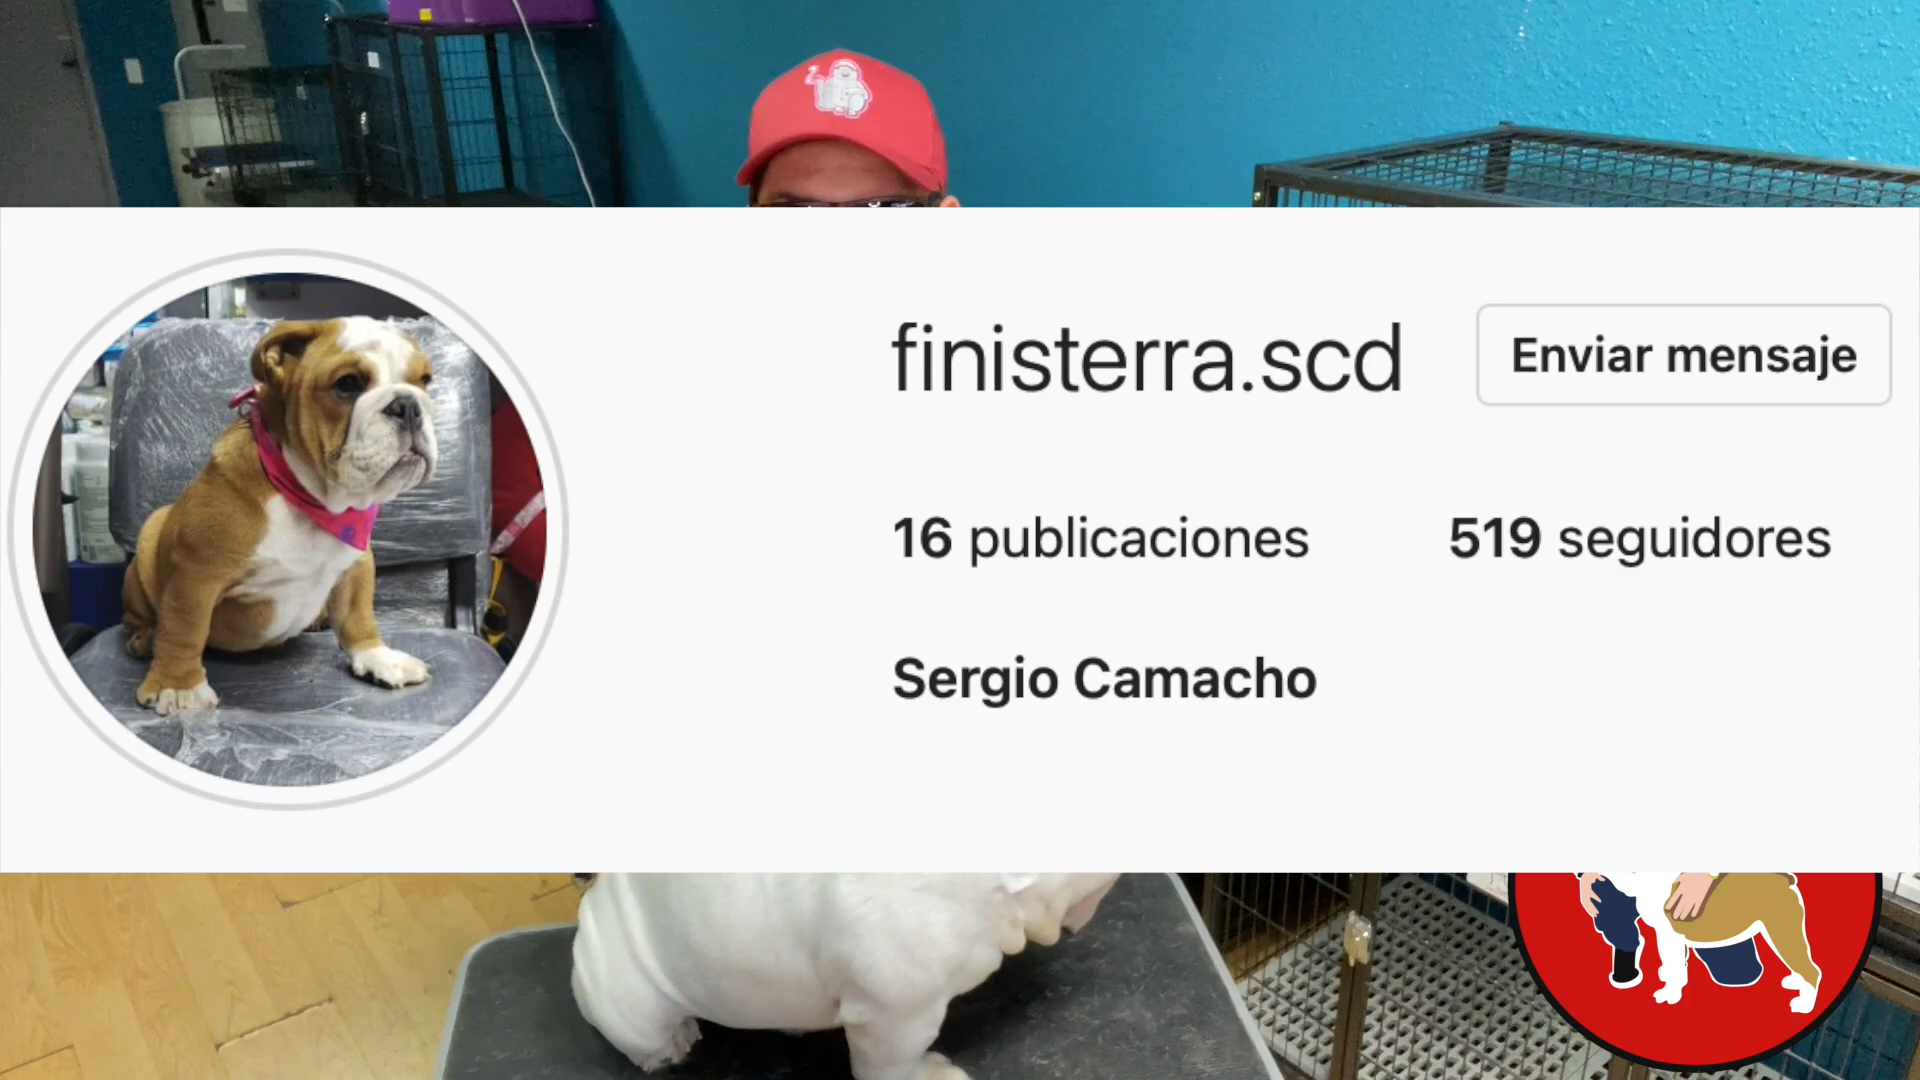 finisterra.scd
Enviar mensaje
16 publicaciones
519 seguidores
Sergio Camacho